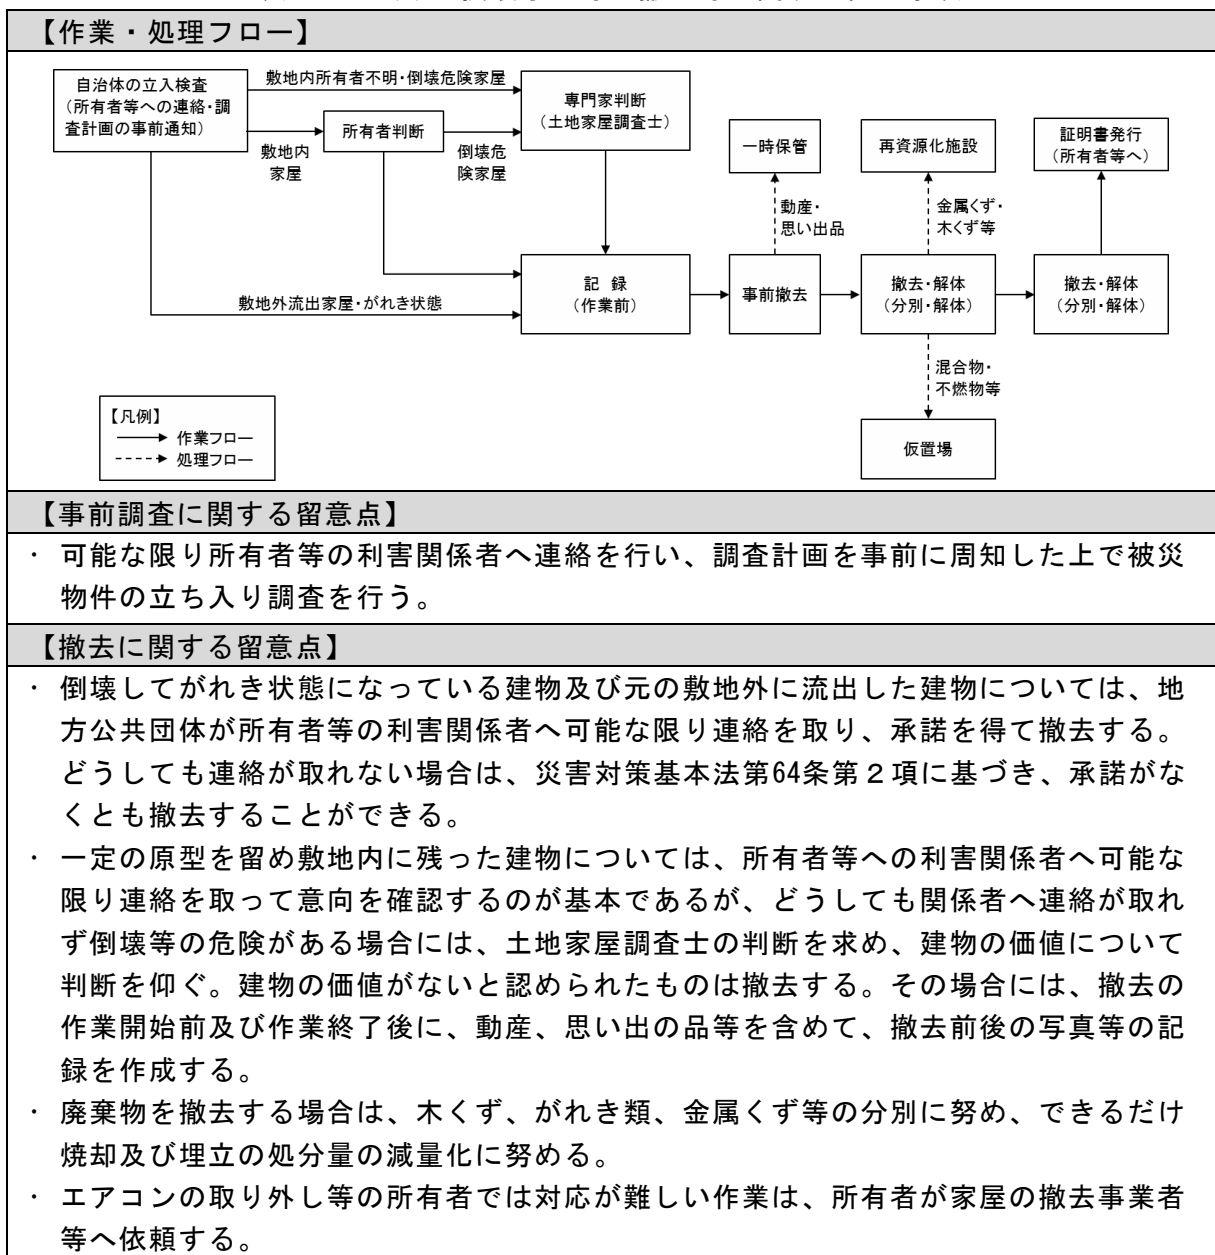 【作業・処理フロー】
自治体の立入検査
（所有者等への連絡・調
査計画の事前通知）
敷地内所有者不明・倒壊危険家屋
専門家判断
（土地家屋調査士）
所有者判断
敷地内
家屋
倒壊危
険家屋
一時保管
再資源化施設
証明書発行
（所有者等へ）
動産・
思い出品
金属くず・
木くず等
敷地外流出家屋・がれき状態
記 録
（作業前）
事前撤去
撤去・解体
（分別・解体）
撤去・解体
（分別・解体）
混合物・
不燃物等
仮置場
【凡例】
作業フロー
処理フロー
【事前調査に関する留意点】
・ 可能な限り所有者等の利害関係者へ連絡を行い、調査計画を事前に周知した上で被災
物件の立ち入り調査を行う。
【撤去に関する留意点】
・ 倒壊してがれき状態になっている建物及び元の敷地外に流出した建物については、地
方公共団体が所有者等の利害関係者へ可能な限り連絡を取り、承諾を得て撤去する。
どうしても連絡が取れない場合は、災害対策基本法第64条第２項に基づき、承諾がな
くとも撤去することができる。
・ 一定の原型を留め敷地内に残った建物については、所有者等への利害関係者へ可能な
限り連絡を取って意向を確認するのが基本であるが、どうしても関係者へ連絡が取れ
ず倒壊等の危険がある場合には、土地家屋調査士の判断を求め、建物の価値について
判断を仰ぐ。建物の価値がないと認められたものは撤去する。その場合には、撤去の
作業開始前及び作業終了後に、動産、思い出の品等を含めて、撤去前後の写真等の記
録を作成する。
・ 廃棄物を撤去する場合は、木くず、がれき類、金属くず等の分別に努め、できるだけ
焼却及び埋立の処分量の減量化に努める。
・ エアコンの取り外し等の所有者では対応が難しい作業は、所有者が家屋の撤去事業者
等へ依頼する。